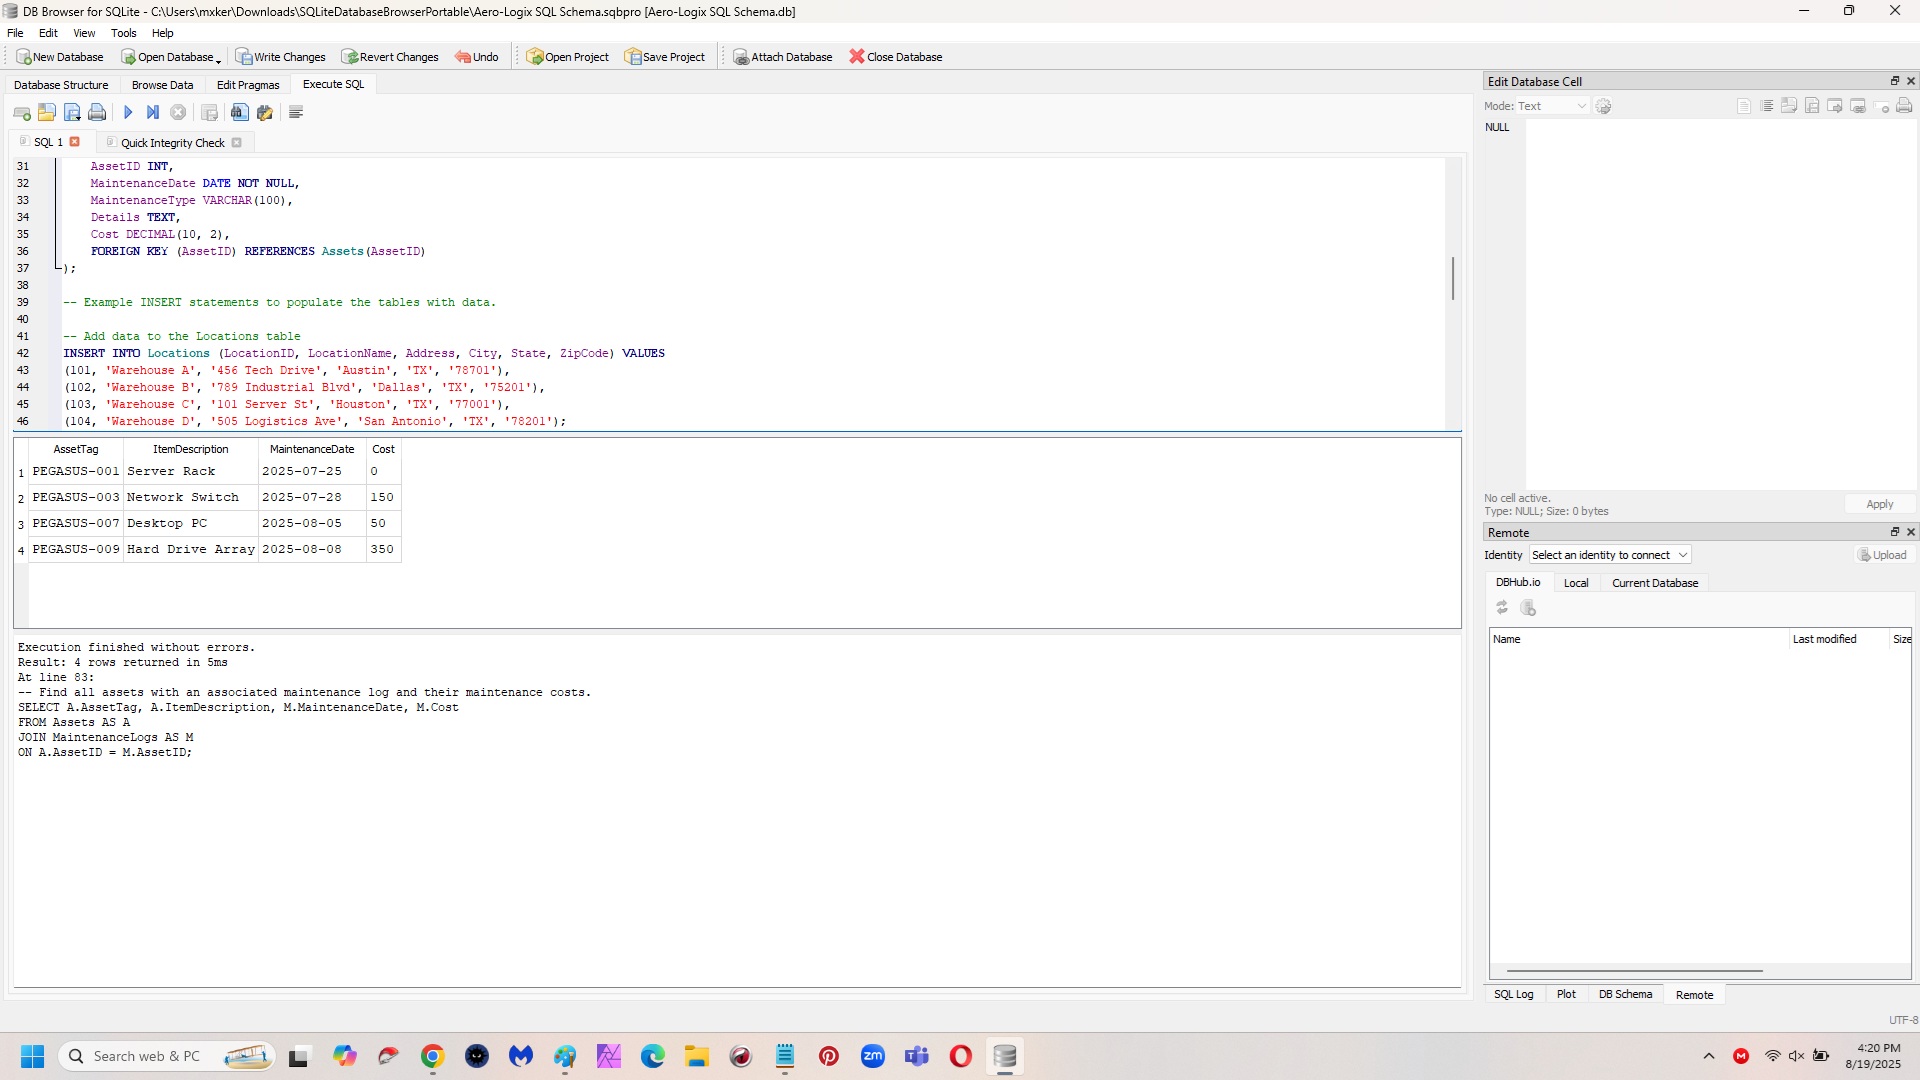 DB Browser for SQLite - C:\Users\mxker\Downloads\SQLiteDatabaseBrowserPortable\Aero-Logix SQL Schema.sqbpro [Aero-Logix SQL Schema.db]
File Edit View Tools Help
New Database Open Database Write Changes Revert Changes Undo Open Project Save Project Attach Database Close Database
Database Structure Browse Data Edit Pragmas Execute SQL
SQL 1 Quick Integrity Check
31 AssetID INT,
32 MaintenanceDate DATE NOT NULL,
33 MaintenanceType VARCHAR(100),
34 Details TEXT,
35 Cost DECIMAL(10, 2),
36 FOREIGN KEY (AssetID) REFERENCES Assets(AssetID)
37 );
38
39 -- Example INSERT statements to populate the tables with data.
40
41 -- Add data to the Locations table
42 INSERT INTO Locations (LocationID, LocationName, Address, City, State, ZipCode) VALUES
43 (101, 'Warehouse A', '456 Tech Drive', 'Austin', 'TX', '78701'),
44 (102, 'Warehouse B', '789 Industrial Blvd', 'Dallas', 'TX', '75201'),
45 (103, 'Warehouse C', '101 Server St', 'Houston', 'TX', '77001'),
46 (104, 'Warehouse D', '505 Logistics Ave', 'San Antonio', 'TX', '78201');
AssetTag ItemDescription MaintenanceDate Cost
1 PEGASUS-001 Server Rack 2025-07-25 0
2 PEGASUS-003 Network Switch 2025-07-28 150
3 PEGASUS-007 Desktop PC 2025-08-05 50
4 PEGASUS-009 Hard Drive Array 2025-08-08 350
Execution finished without errors.
Result: 4 rows returned in 5ms
At line 83:
-- Find all assets with an associated maintenance log and their maintenance costs.
SELECT A.AssetTag, A.ItemDescription, M.MaintenanceDate, M.Cost
FROM Assets AS A
JOIN MaintenanceLogs AS M
ON A.AssetID = M.AssetID;
Edit Database Cell
Mode: Text
NULL
No cell active.
Type: NULL; Size: 0 bytes
Apply
Remote
Identity Select an identity to connect Upload
DBHub.io Local Current Database
Name Last modified Size
SQL Log Plot DB Schema Remote
UTF-8
Search web & PC
zm
M
4:20 PM
8/19/2025